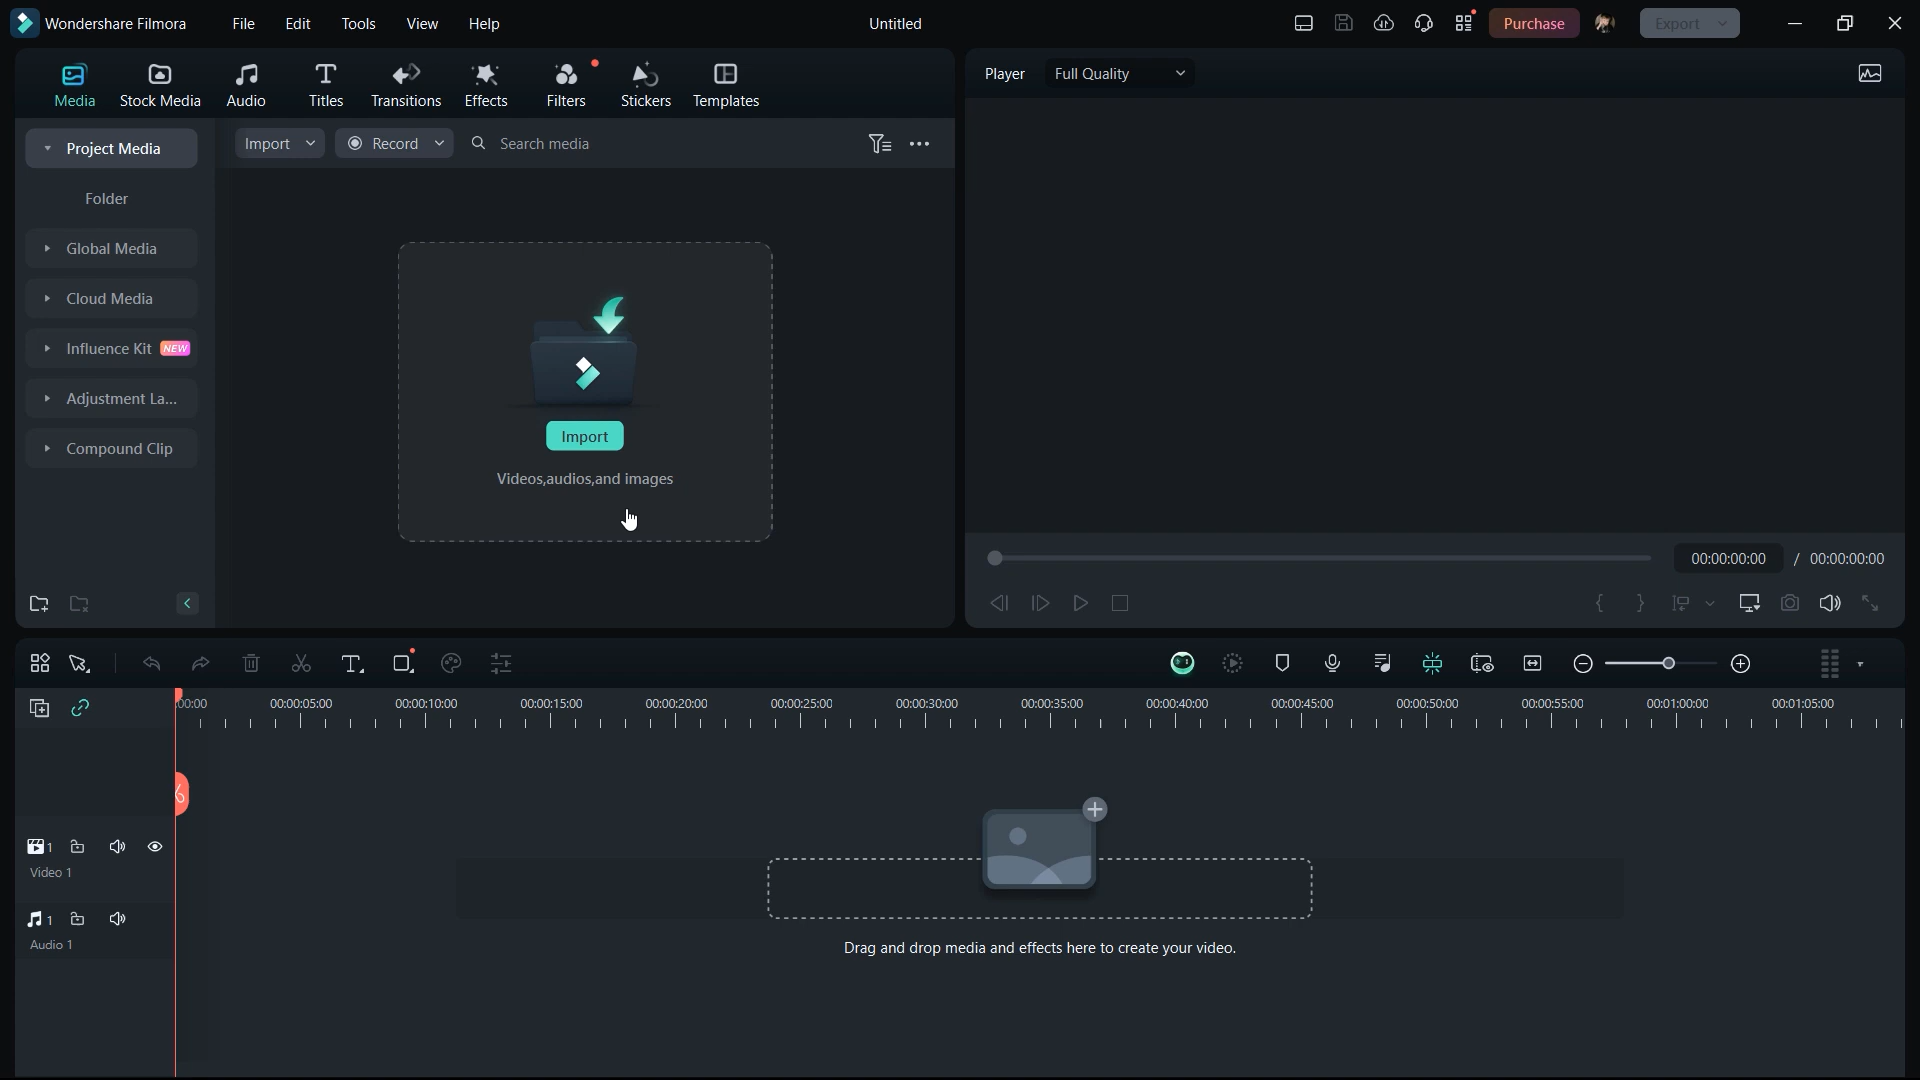 Wondershare Filmora
File
Edit
Tools
View
Help
Untitled
Purchase
Export
Media
Stock Media
Audio
Titles
Transitions
Effects
Filters
Stickers
Templates
Player
Full Quality
Project Media
Import
Record
Search media
Folder
Global Media
Cloud Media
Influence Kit NEW
Adjustment La...
Compound Clip
Import
Videos,audios,and images
00:00:00:00 / 00:00:00:00
:00:00
00:00:05:00
00:00:10:00
00:00:15:00
00:00:20:00
00:00:25:00
00:00:30:00
00:00:35:00
00:00:40:00
00:00:45:00
00:00:50:00
00:00:55:00
00:01:00:00
00:01:05:00
1
Video 1
1
Audio 1
Drag and drop media and effects here to create your video.